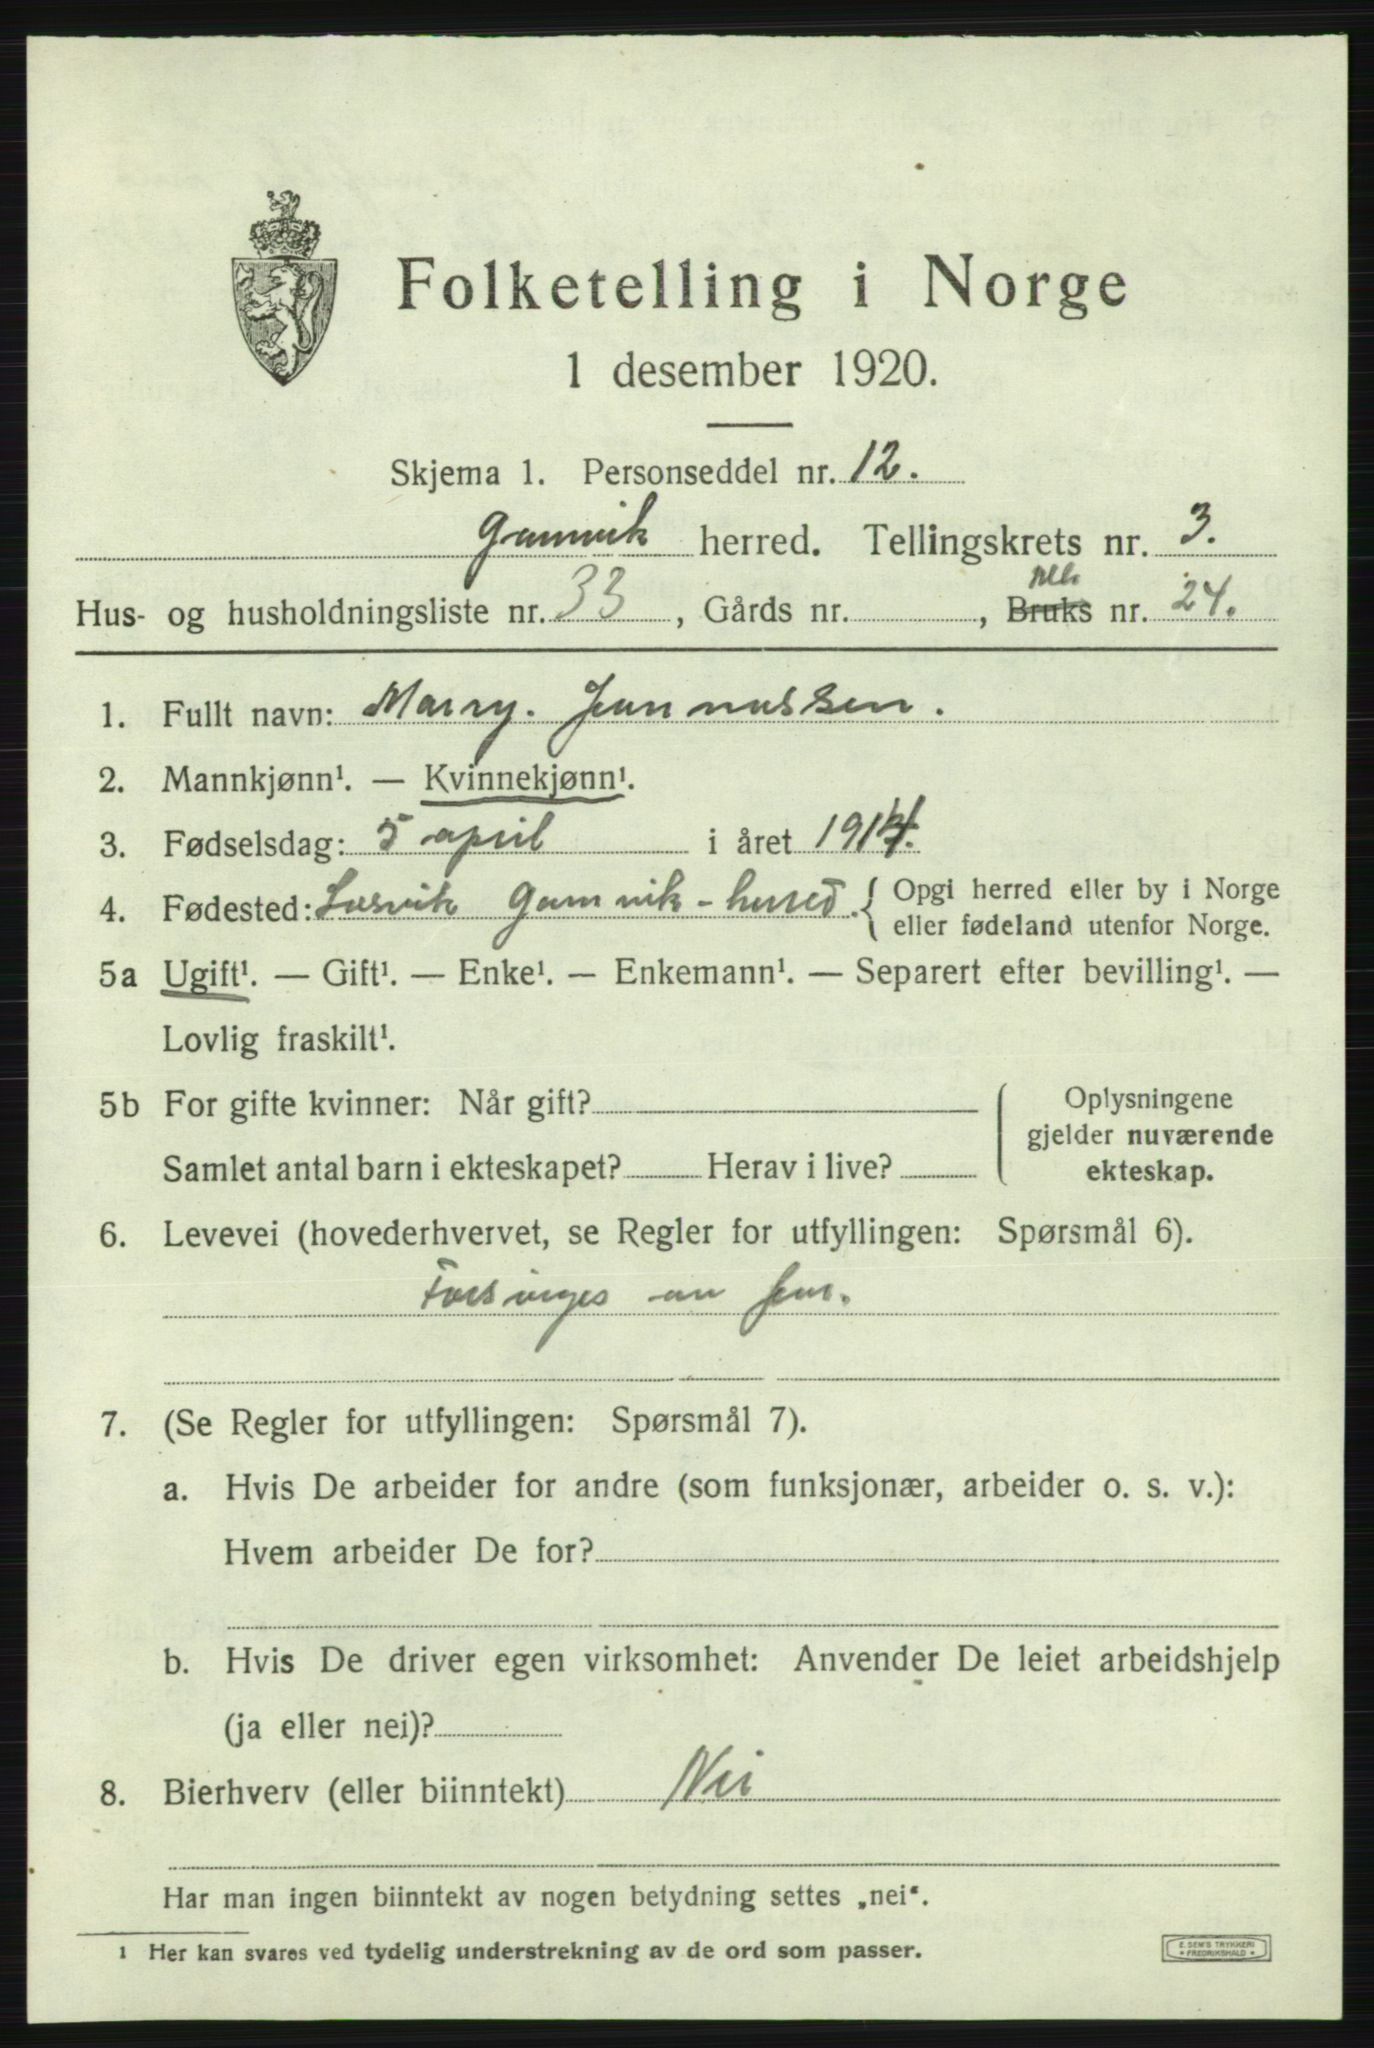 Folketelling i Norge
1 desember 1920.
Skjema 1. Personseddel nr. 12.
Gamvik herred. Tellingskrets nr. 3.
Hus- og husholdningsliste nr. 33, Gårds nr. , Bruks nr. 24.
1. Fullt navn: Marry.
2. Mannkjønn¹. — Kvinnekjønn¹.
3. Fødselsdag: 5 april i året 1914.
4. Fødested: Gamvik - herred. { Opgi herred eller by i Norge
eller fødeland utenfor Norge.
5a Ugift¹. — Gift¹. — Enke¹. — Enkemann¹. — Separert efter bevilling¹. —
Lovlig fraskilt¹.
5b For gifte kvinner: Når gift? ( Oplysningene
gjelder nuværende
Samlet antal barn i ekteskapet? Herav i live?
ekteskap.
6. Levevei (hovederhvervet, se Regler for utfyllingen: Spørsmål 6).
Forsørges av
7. (Se Regler for utfyllingen: Spørsmål 7).
a. Hvis De arbeider for andre (som funksjonær, arbeider o. s. v.):
Hvem arbeider De for?
b. Hvis De driver egen virksomhet: Anvender De leiet arbeidshjelp
(ja eller nei)?
8. Bierhverv (eller biinntekt) Nei
Har man ingen biinntekt av nogen betydning settes „nei“.
¹ Her kan svares ved tydelig understrekning av de ord som passer.
E. SEM'S TRYKKERI
FREDRIKSHALD